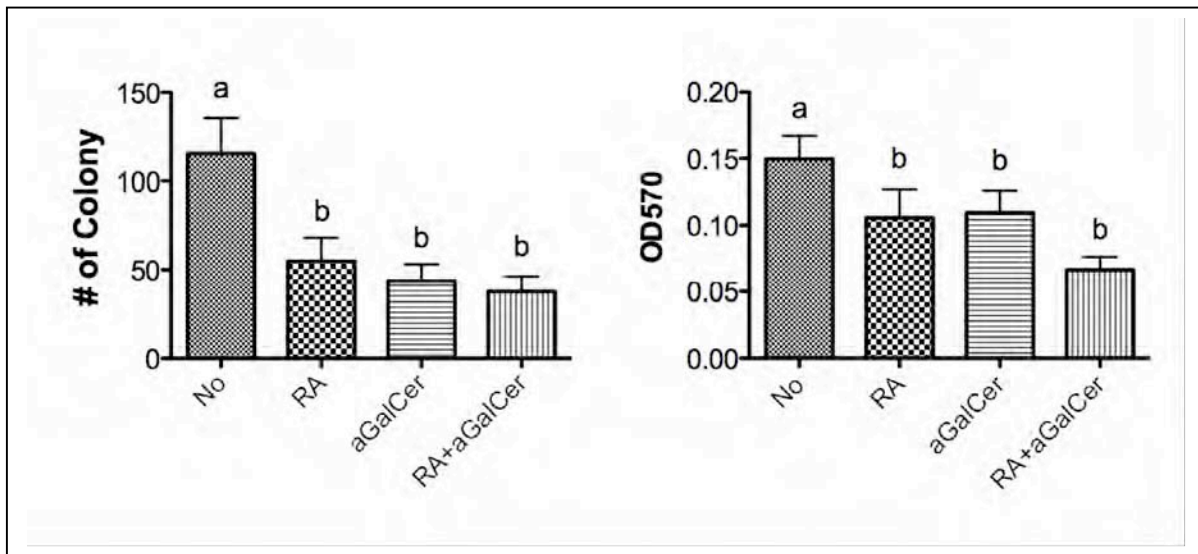 # of Colony
150
100
50
0
a
b
b
b
No
RA
aGalCer
RA+aGalCer
OD570
0.20
0.15
0.10
0.05
0.00
a
b
b
b
No
RA
aGalCer
RA+aGalCer